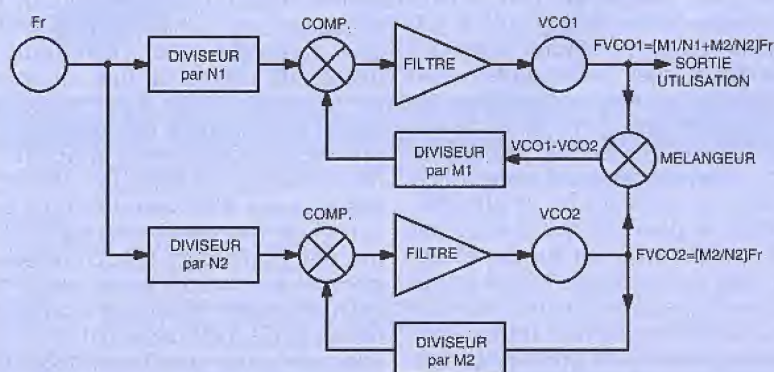 Fr
COMP.
VCO1
DIVISEUR
par N1
FILTRE
FVCO1=[M1/N1+M2/N2]Fr
SORTIE
UTILISATION
DIVISEUR
par M1
VCO1-VCO2
MELANGEUR
COMP.
VCO2
DIVISEUR
par N2
FILTRE
FVCO2=[M2/N2]Fr
DIVISEUR
par M2